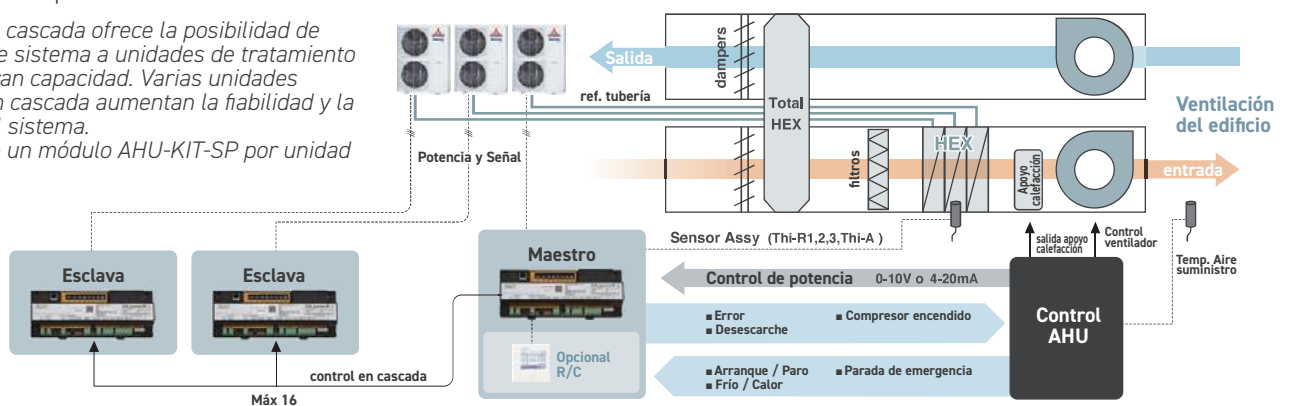 cascada ofrece la posibilidad de
e sistema a unidades de tratamiento
ran capacidad. Varias unidades
n cascada aumentan la fiabilidad y la
l sistema.
un módulo AHU-KIT-SP por unidad
Salida
dampers
ref. tubería
Total
HEX
Ventilación
del edificio
Potencia y Señal
filtros
HEX
Apoyo
calefacción
entrada
Sensor Assy (Thi-R1,2,3,Thi-A )
salida apoyo
calefacción
Control
ventilador
Temp. Aire
suministro
Esclava
Esclava
Maestro
Control de potencia 0-10V o 4-20mA
Control
AHU
■ Error
■ Desescarche
■ Compresor encendido
Opcional
R/C
■ Arranque / Paro
■ Frío / Calor
■ Parada de emergencia
control en cascada
Máx 16